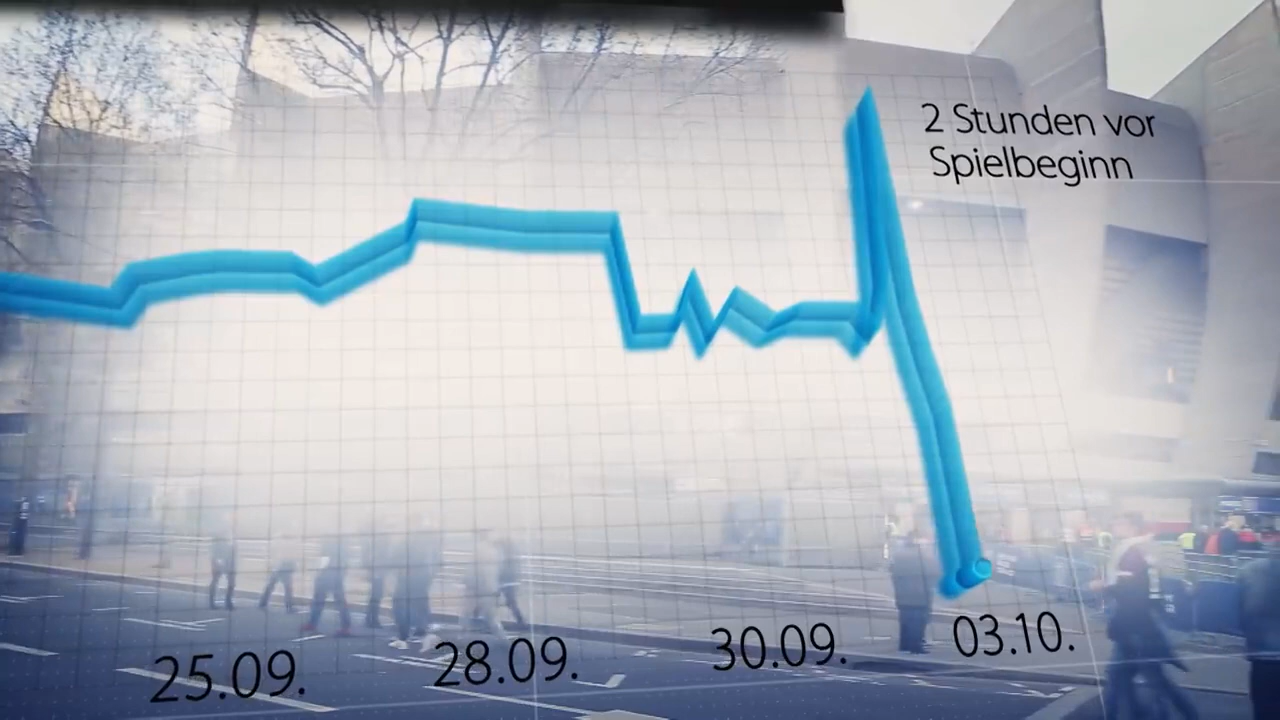 2 Stunden vor
Spielbeginn
25.09.
28.09.
30.09.
03.10.